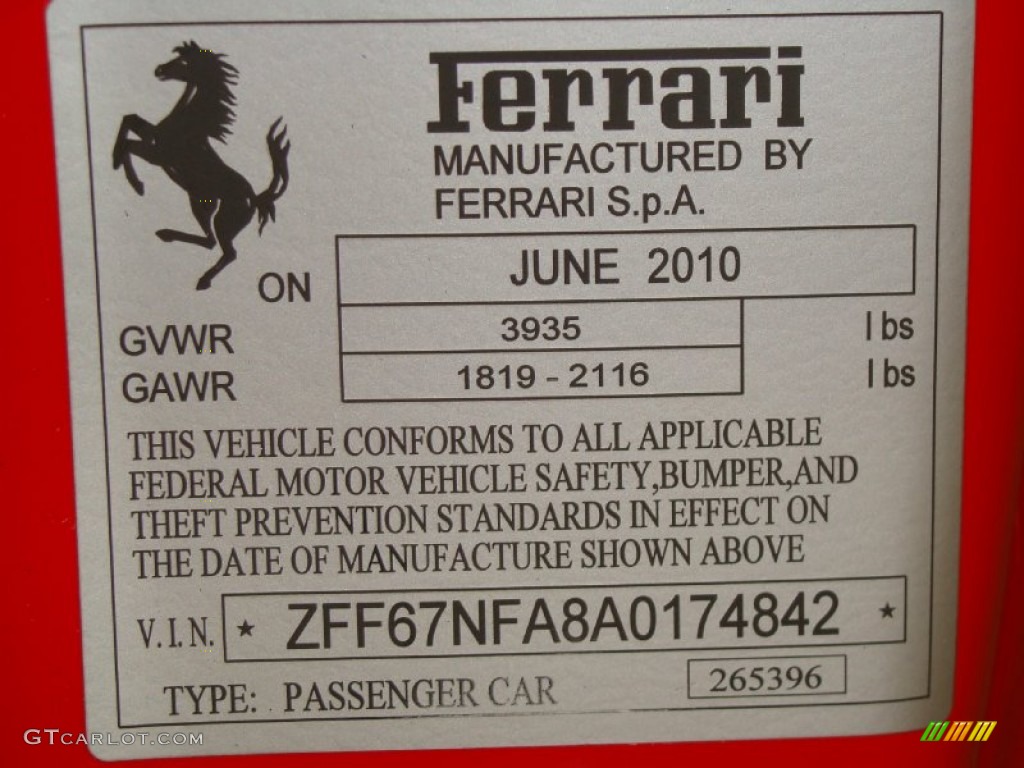 Ferrari
MANUFACTURED BY
FERRARI S.p.A.
ON JUNE 2010
GVWR 3935 lbs
GAWR 1819 - 2116 lbs
THIS VEHICLE CONFORMS TO ALL APPLICABLE
FEDERAL MOTOR VEHICLE SAFETY,BUMPER,AND
THEFT PREVENTION STANDARDS IN EFFECT ON
THE DATE OF MANUFACTURE SHOWN ABOVE
V.I.N. ★ ZFF67NFA8A0174842 ★
TYPE: PASSENGER CAR 265396
GTCARLOT.COM